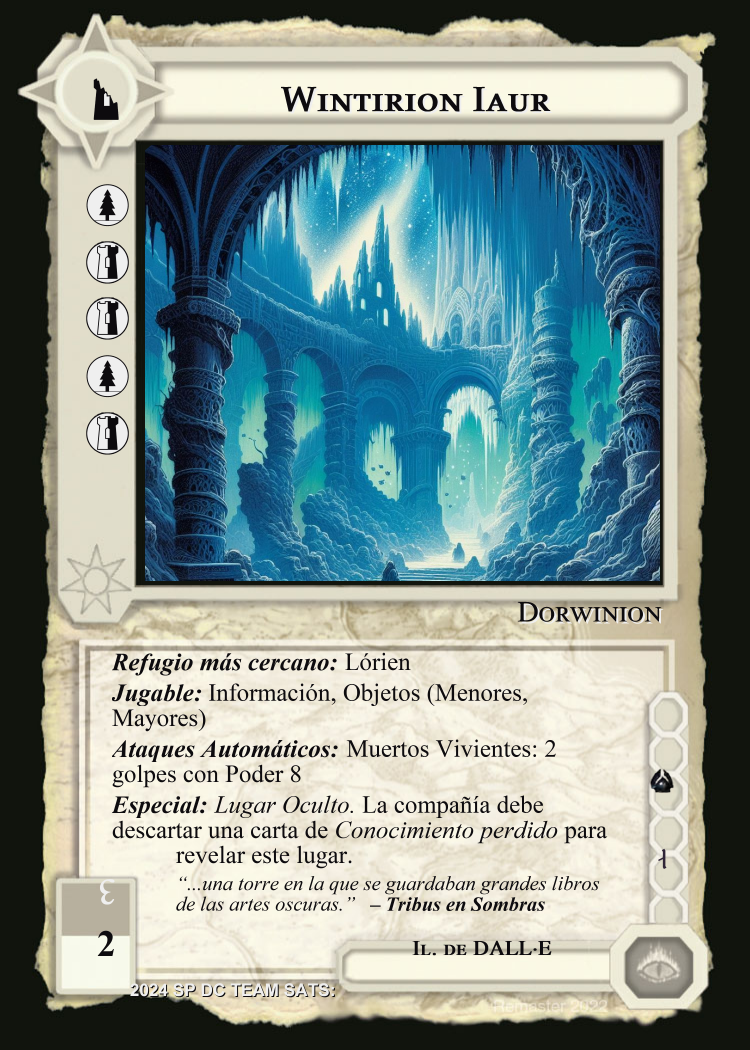 Wintirion Iaur
Dorwinion
Refugio más cercano: Lórien
Jugable: Información, Objetos (Menores,
Mayores)
Ataques Automáticos: Muertos Vivientes: 2
golpes con Poder 8
Especial: Lugar Oculto. La compañía debe
descartar una carta de Conocimiento perdido para
revelar este lugar.
“...una torre en la que se guardaban grandes libros
de las artes oscuras.” – Tribus en Sombras
2
Il. de DALL·E
2024 SP DC TEAM SATS:
Remaster 2022